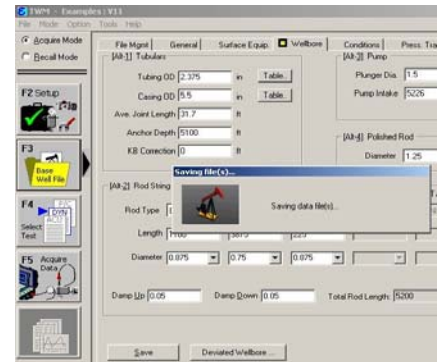 TWM - Examples : V11
File Mode Option Tools Help
Acquire Mode
Recall Mode
File Mgmt General Surface Equip. Wellbore Conditions Press. Tra
[Alt-1] Tubulars
Tubing OD 2.375 in Table..
Casing OD 5.5 in Table..
Ave. Joint Length 31.7 ft
Anchor Depth 5100 ft
KB Correction 0 ft
[Alt-3] Pump
Plunger Dia. 1.5
Pump Intake 5226
[Alt-4] Polished Rod
Diameter 1.25
F2 Setup
F3
Base
Well File
F4
Select
Test
DYN
F5 Acquire
Data
Saving file(s)...
Saving data file(s)...
[Alt-2] Rod String
Rod Type
Length 1100 3875 225
Diameter 0.875 0.75 0.875
Damp Up 0.05 Damp Down 0.05 Total Rod Length: 5200
Save Deviated Wellbore ...